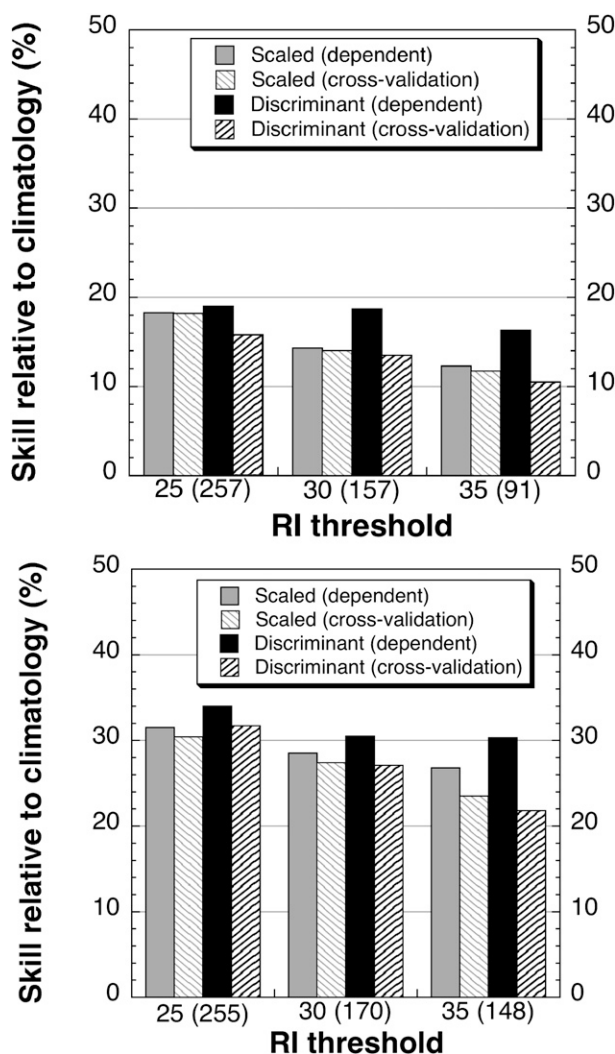 Skill relative to climatology (%)
50 50
Scaled (dependent)
Scaled (cross-validation)
Discriminant (dependent)
Discriminant (cross-validation)
40 40
30 30
20 20
10 10
0 0
25 (257) 30 (157) 35 (91)
RI threshold
Skill relative to climatology (%)
50 50
Scaled (dependent)
Scaled (cross-validation)
Discriminant (dependent)
Discriminant (cross-validation)
40 40
30 30
20 20
10 10
0 0
25 (255) 30 (170) 35 (148)
RI threshold